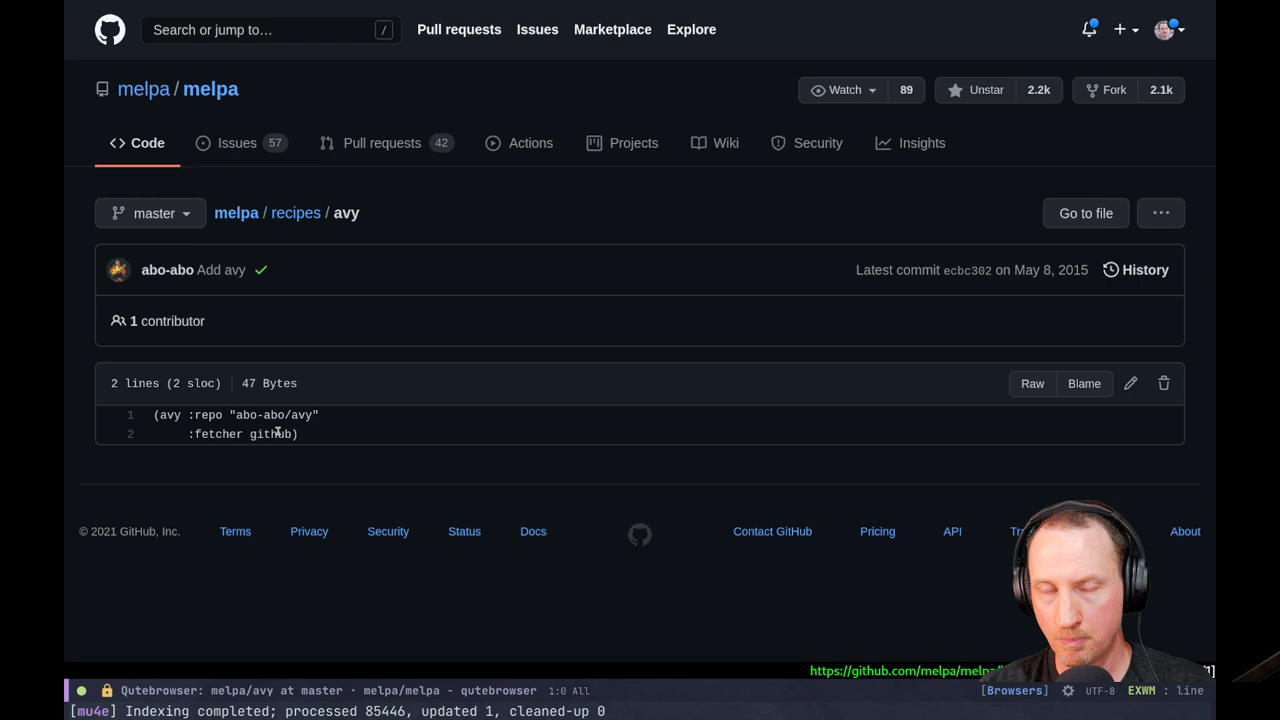 Search or jump to… /
Pull requests Issues Marketplace Explore
melpa / melpa
Watch 89 Unstar 2.2k Fork 2.1k
Code Issues 57 Pull requests 42 Actions Projects Wiki Security Insights
master melpa / recipes / avy Go to file ...
abo-abo Add avy Latest commit ecbc302 on May 8, 2015 History
1 contributor
2 lines (2 sloc) 47 Bytes Raw Blame
1 (avy :repo "abo-abo/avy"
2 :fetcher github)
© 2021 GitHub, Inc. Terms Privacy Security Status Docs Contact GitHub Pricing API About
https://github.com/melpa/melpa/
Qutebrowser: melpa/avy at master · melpa/melpa - qutebrowser 1:0 All [Browsers] UTF-8 EXWM : line
[mu4e] Indexing completed; processed 85446, updated 1, cleaned-up 0